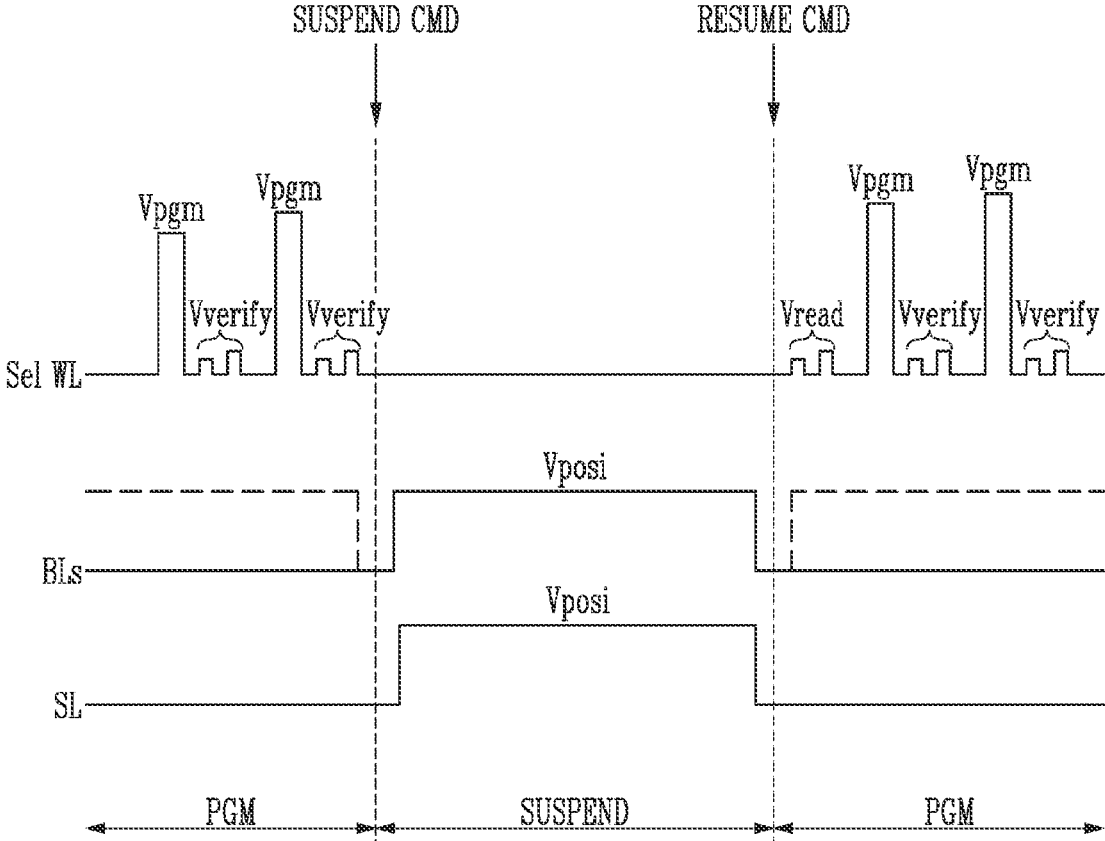 SUSPEND CMD
RESUME CMD
Vpgm
Vpgm
Vpgm
Vpgm
Vverify
Vverify
Vread
Vverify
Vverify
Sel WL
Vposi
BLs
Vposi
SL
PGM
SUSPEND
PGM